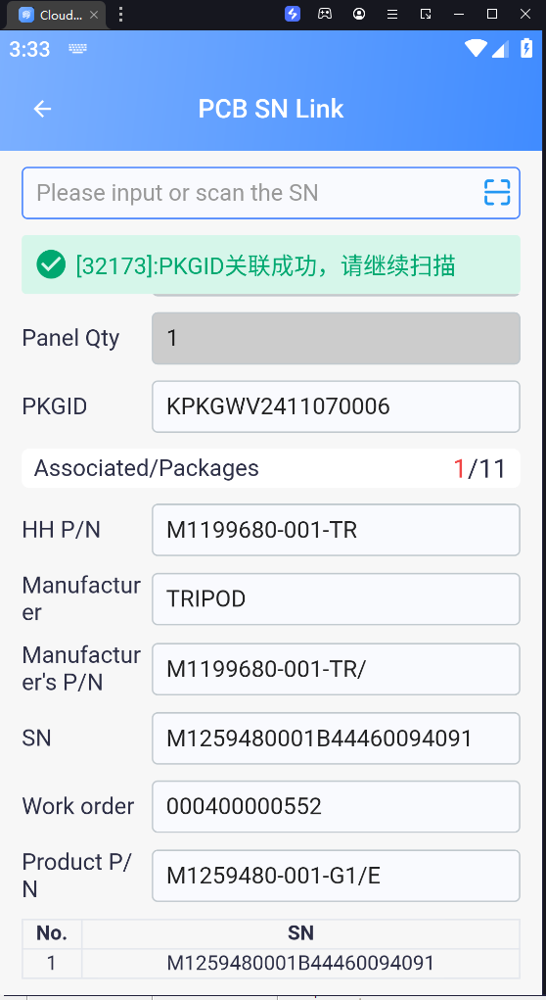 Cloud...
3:33
PCB SN Link
Please input or scan the SN
[32173]:PKGID关联成功，请继续扫描
Panel Qty
1
PKGID
KPKGWV2411070006
Associated/Packages
1/11
HH P/N
M1199680-001-TR
Manufactur
er
TRIPOD
Manufactur
er's P/N
M1199680-001-TR/
SN
M1259480001B44460094091
Work order
000400000552
Product P/
N
M1259480-001-G1/E
No. SN
1 M1259480001B44460094091